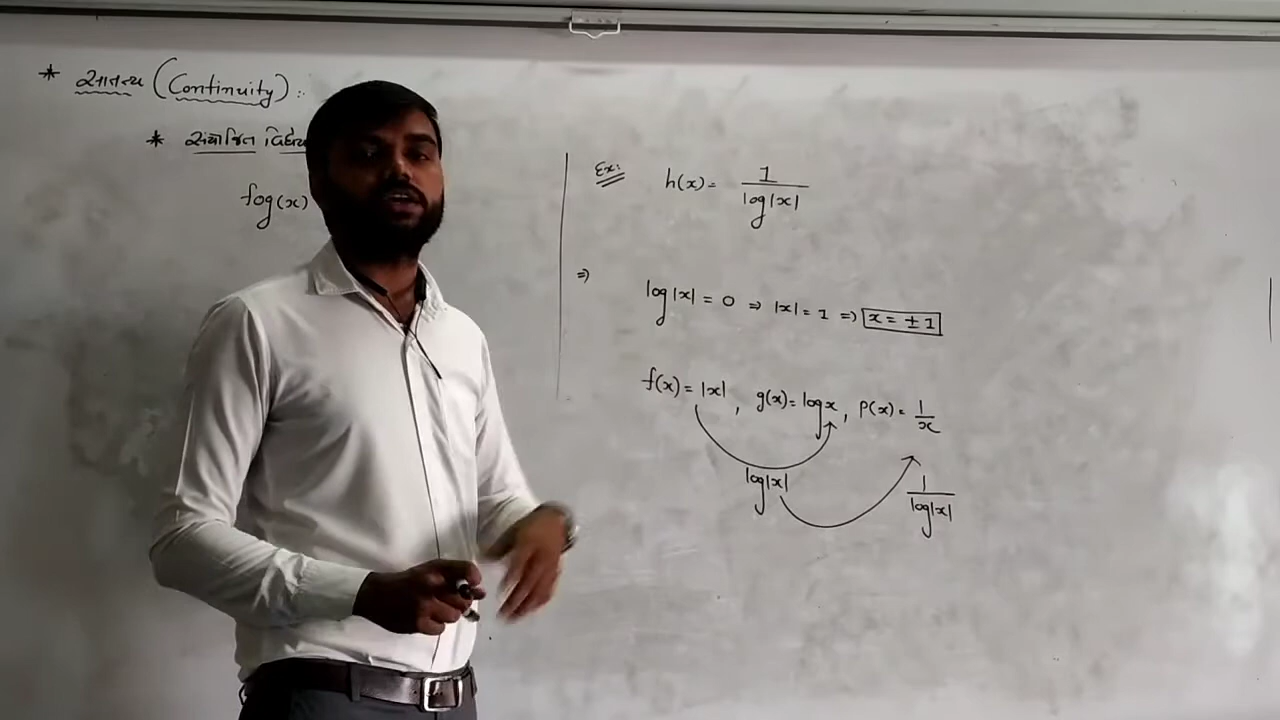 * સાતત્ય (Continuity) :
* સંયોજિત વિધેય
fog(x)
Ex:
h(x) = 1/log|x|
⇒ log|x| = 0 ⇒ |x| = 1 ⇒ x = ± 1
f(x) = |x| , g(x) = log x , P(x) = 1/x
log|x|
1/log|x|